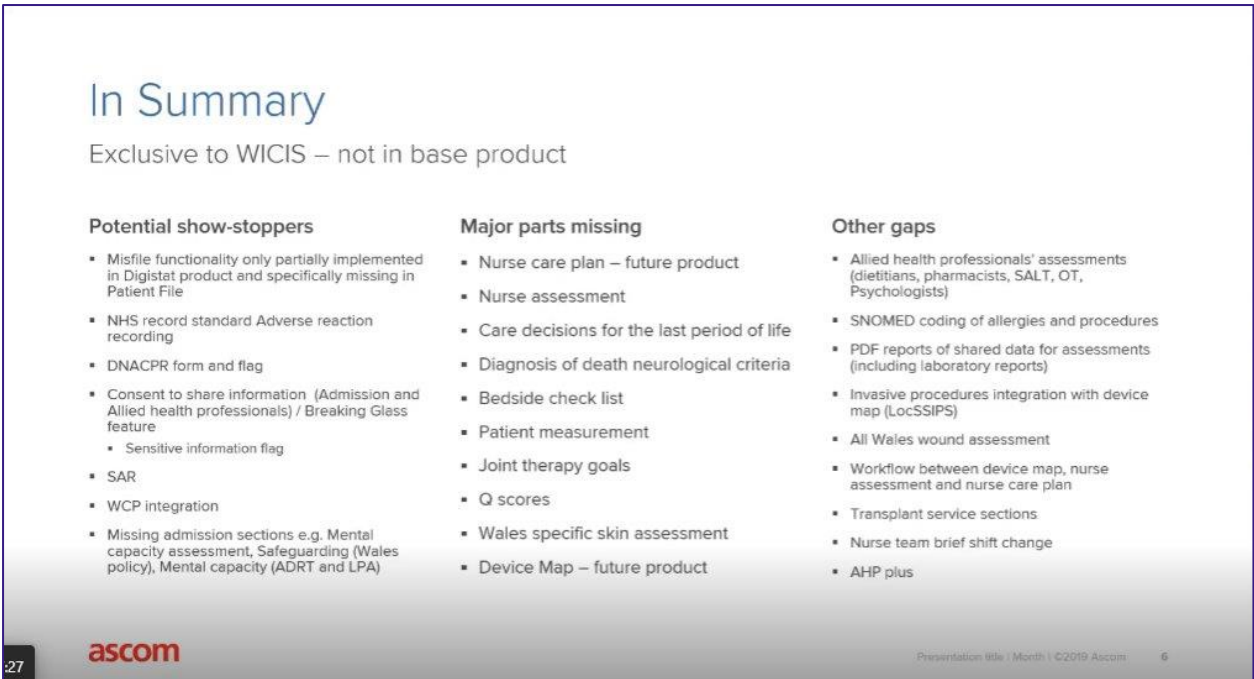 In Summary
Exclusive to WICIS – not in base product
Potential show-stoppers
▪ Misfile functionality only partially implemented
in Digistat product and specifically missing in
Patient File
▪ NHS record standard Adverse reaction
recording
▪ DNACPR form and flag
▪ Consent to share information (Admission and
Allied health professionals) / Breaking Glass
feature
▪ Sensitive information flag
▪ SAR
▪ WCP integration
▪ Missing admission sections e.g. Mental
capacity assessment, Safeguarding (Wales
policy), Mental capacity (ADRT and LPA)
Major parts missing
▪ Nurse care plan – future product
▪ Nurse assessment
▪ Care decisions for the last period of life
▪ Diagnosis of death neurological criteria
▪ Bedside check list
▪ Patient measurement
▪ Joint therapy goals
▪ Q scores
▪ Wales specific skin assessment
▪ Device Map – future product
Other gaps
▪ Allied health professionals' assessments
(dietitians, pharmacists, SALT, OT,
Psychologists)
▪ SNOMED coding of allergies and procedures
▪ PDF reports of shared data for assessments
(including laboratory reports)
▪ Invasive procedures integration with device
map (LocSSIPS)
▪ All Wales wound assessment
▪ Workflow between device map, nurse
assessment and nurse care plan
▪ Transplant service sections
▪ Nurse team brief shift change
▪ AHP plus
:27
ascom
Presentation title | Month | ©2019 Ascom 6